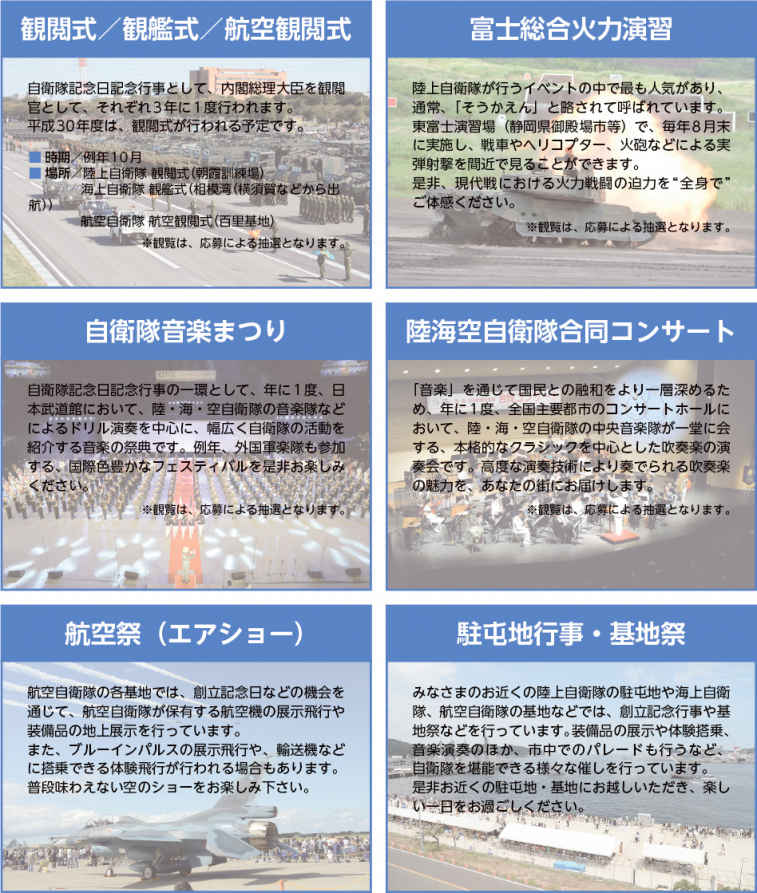 観閲式／観艦式／航空観閲式
自衛隊記念日記念行事として、内閣総理大臣を観閲
官として、それぞれ３年に１度行われます。
平成30年度は、観閲式が行われる予定です。
■ 時期／例年10月
■ 場所／陸上自衛隊 観閲式（朝霞訓練場）
海上自衛隊 観艦式（相模湾（横須賀などから出
航））
航空自衛隊 航空観閲式（百里基地）
※観覧は、応募による抽選となります。
富士総合火力演習
陸上自衛隊が行うイベントの中で最も人気があり、
通常、「そうかえん」と略されて呼ばれています。
東富士演習場（静岡県御殿場市等）で、毎年８月末
に実施し、戦車やヘリコプター、火砲などによる実
弾射撃を間近で見ることができます。
是非、現代戦における火力戦闘の迫力を“全身で”
ご体感ください。
※観覧は、応募による抽選となります。
自衛隊音楽まつり
自衛隊記念日記念行事の一環として、年に１度、日
本武道館において、陸・海・空自衛隊の音楽隊など
によるドリル演奏を中心に、幅広く自衛隊の活動を
紹介する音楽の祭典です。例年、外国軍楽隊も参加
する、国際色豊かなフェスティバルを是非お楽しみ
ください。
※観覧は、応募による抽選となります。
陸海空自衛隊合同コンサート
「音楽」を通じて国民との融和をより一層深めるた
め、年に１度、全国主要都市のコンサートホールに
おいて、陸・海・空自衛隊の中央音楽隊が一堂に会
する、本格的なクラシックを中心とした吹奏楽の演
奏会です。高度な演奏技術により奏でられる吹奏楽
の魅力を、あなたの街にお届けします。
※観覧は、応募による抽選となります。
航空祭（エアショー）
航空自衛隊の各基地では、創立記念日などの機会を
通じて、航空自衛隊が保有する航空機の展示飛行や
装備品の地上展示を行っています。
また、ブルーインパルスの展示飛行や、輸送機など
に搭乗できる体験飛行が行われる場合もあります。
普段味わえない空のショーをお楽しみ下さい。
駐屯地行事・基地祭
みなさまのお近くの陸上自衛隊の駐屯地や海上自衛
隊、航空自衛隊の基地などでは、創立記念行事や基
地祭などを行っています。装備品の展示や体験搭乗、
音楽演奏のほか、市中でのパレードも行うなど、
自衛隊を堪能できる様々な催しを行っています。
是非お近くの駐屯地・基地にお越しいただき、楽し
い一日をお過ごしください。